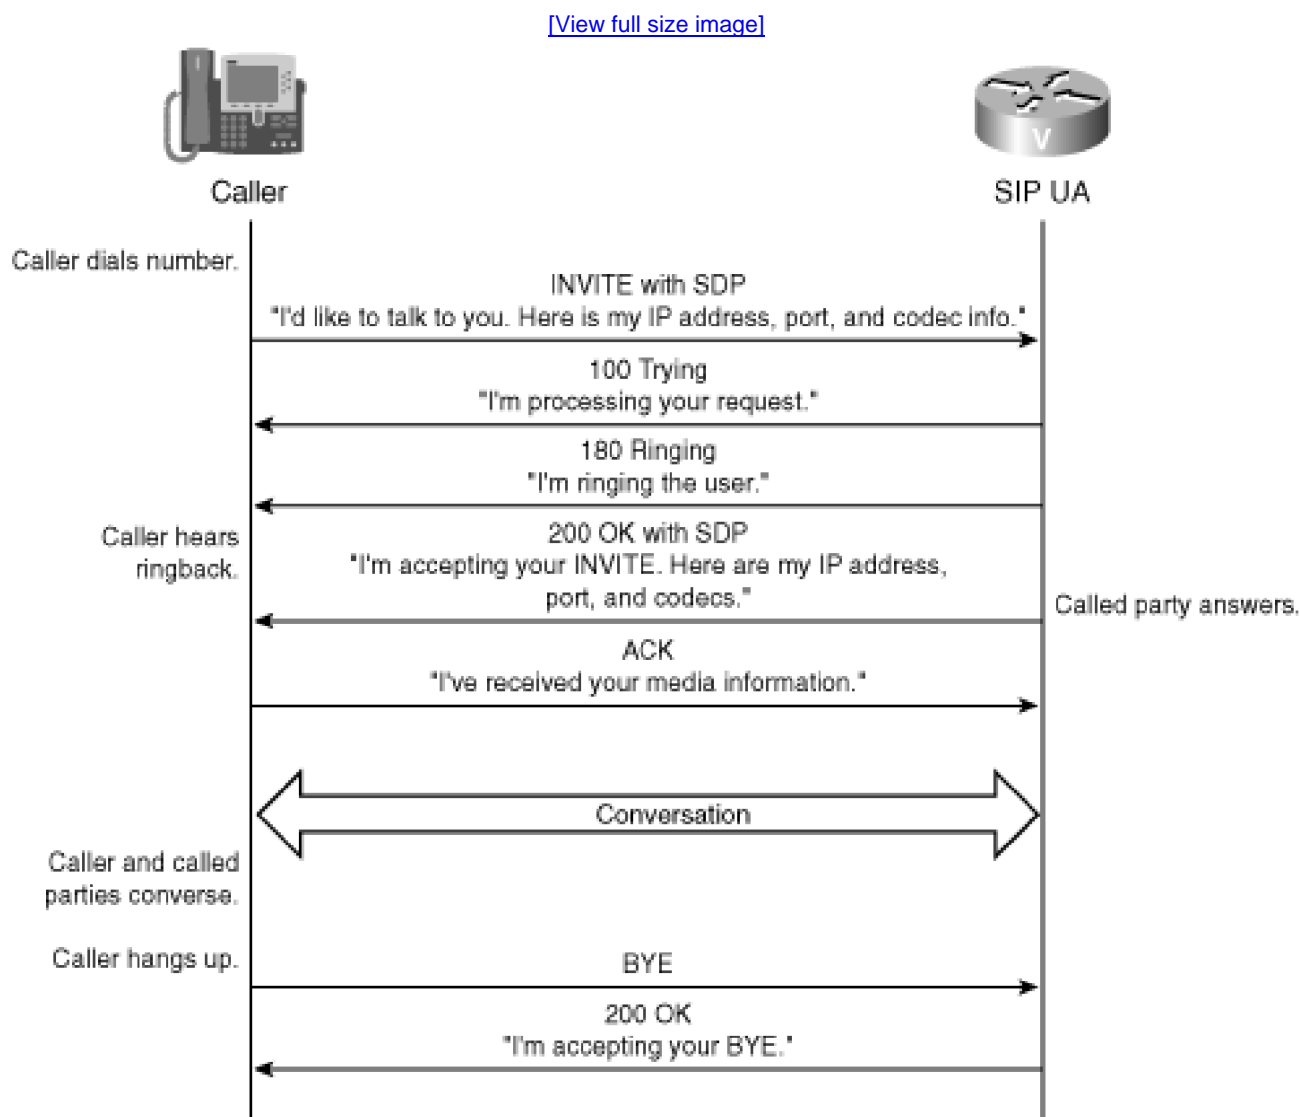 [View full size image]
V
Caller
SIP UA
Caller dials number.
INVITE with SDP
"I'd like to talk to you. Here is my IP address, port, and codec info."
100 Trying
"I'm processing your request."
180 Ringing
"I'm ringing the user."
Caller hears
ringback.
200 OK with SDP
"I'm accepting your INVITE. Here are my IP address,
port, and codecs."
Called party answers.
ACK
"I've received your media information."
Conversation
Caller and called
parties converse.
Caller hangs up.
BYE
200 OK
"I'm accepting your BYE."